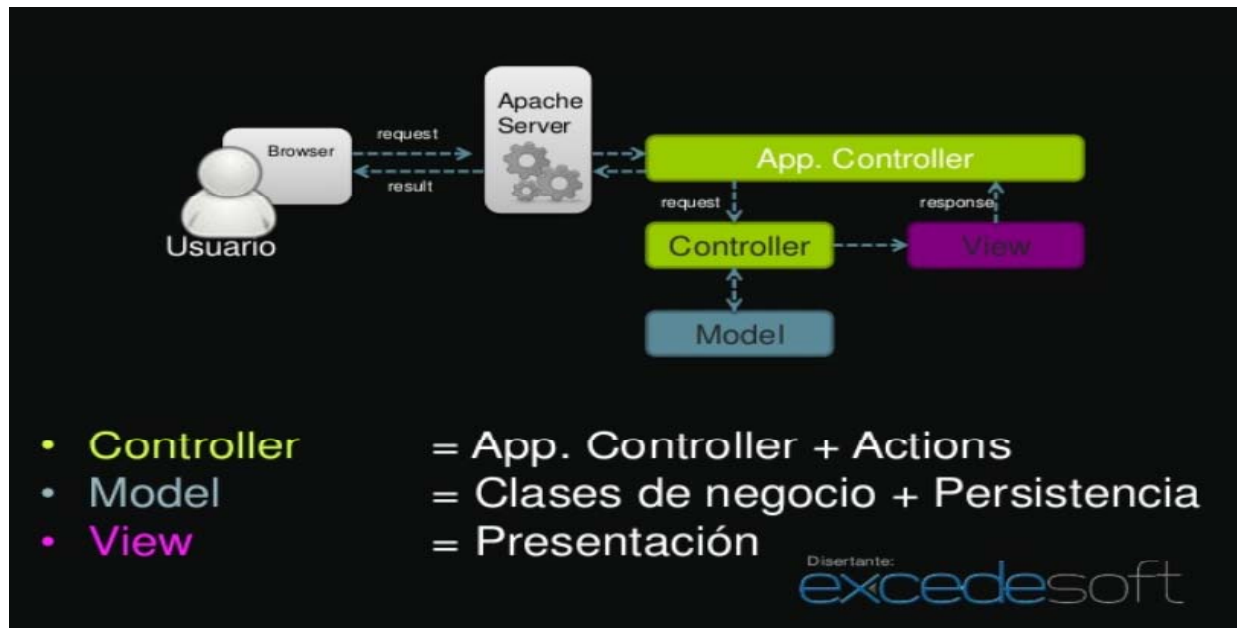 Apache
Server
request
Browser
result
App. Controller
request
response
Usuario
Controller
View
Model
• Controller = App. Controller + Actions
• Model = Clases de negocio + Persistencia
• View = Presentación
Disertante:
excedesoft